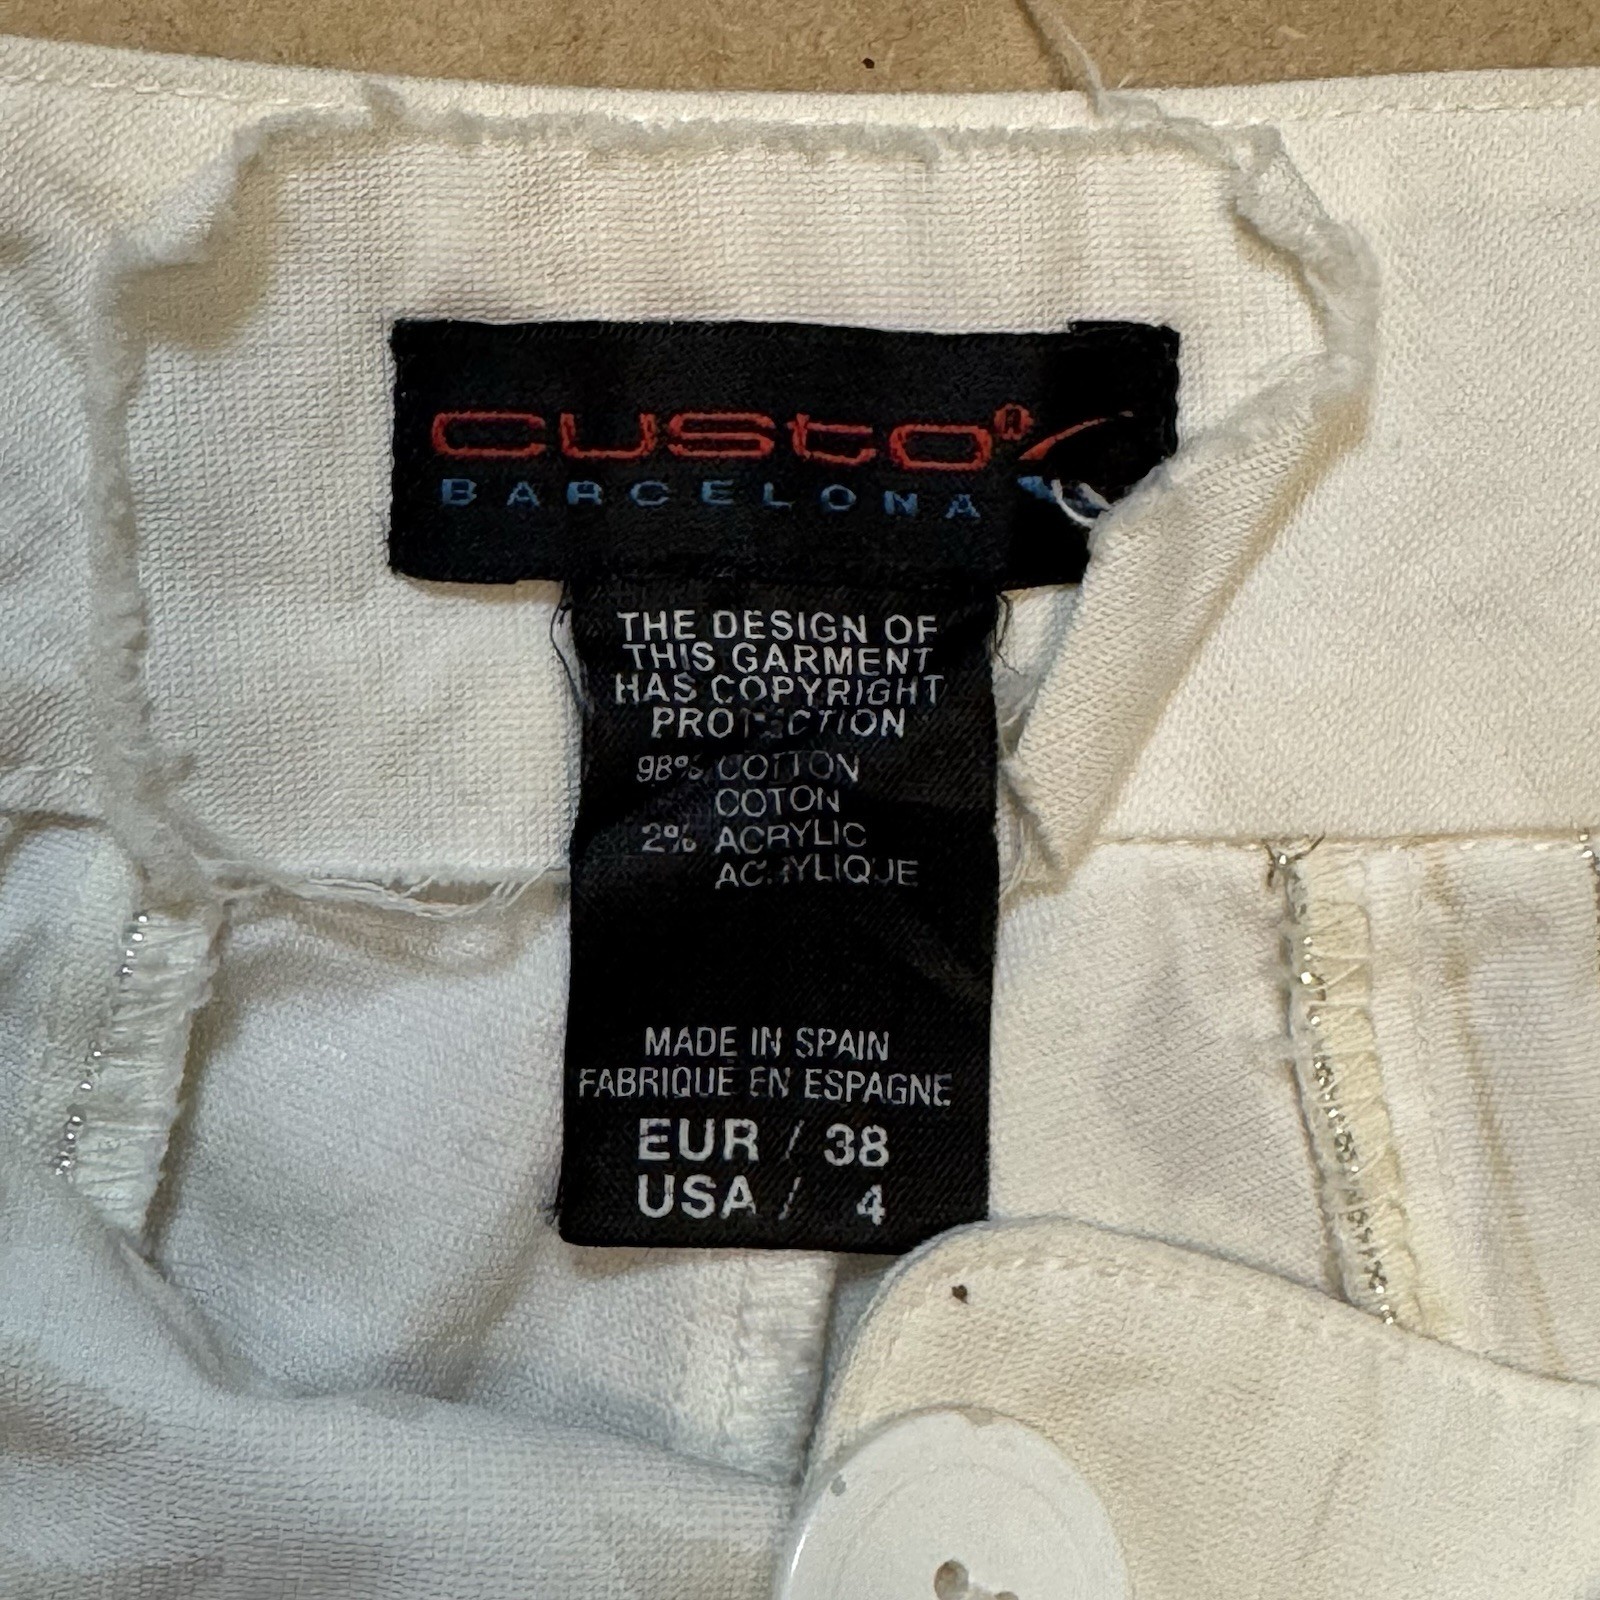 custo®
BARCELONA
THE DESIGN OF
THIS GARMENT
HAS COPYRIGHT
PROTECTION
98% COTTON
COTON
2% ACRYLIC
ACRYLIQUE
MADE IN SPAIN
FABRIQUE EN ESPAGNE
EUR / 38
USA / 4